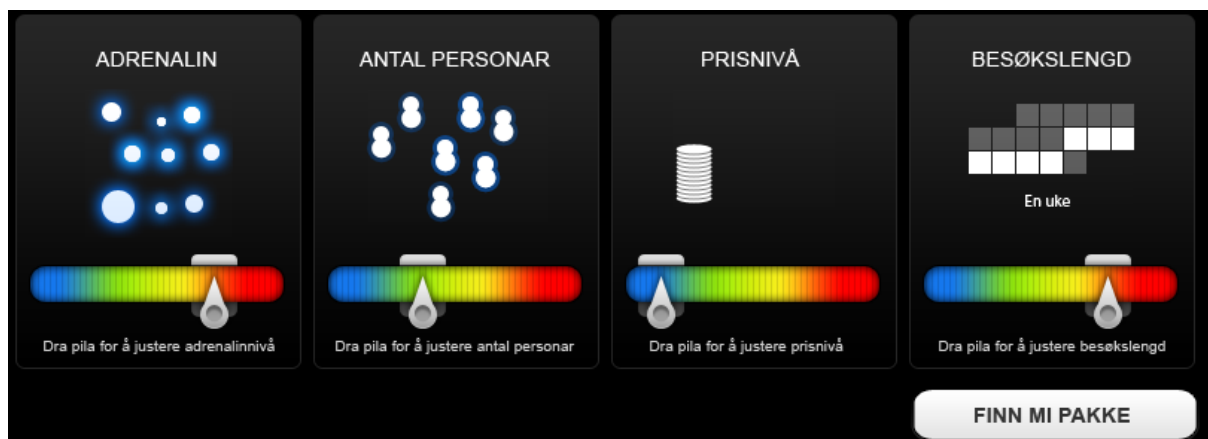 ADRENALIN
Dra pila for å justere adrenalinnivå
ANTAL PERSONAR
Dra pila for å justere antal personar
PRISNIVÅ
Dra pila for å justere prisnivå
BESØKSLENGD
En uke
Dra pila for å justere besøkslengd
FINN MI PAKKE